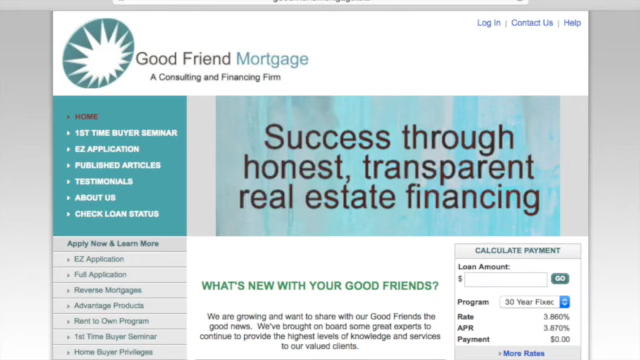 Log In | Contact Us | Help
Good Friend Mortgage
A Consulting and Financing Firm
HOME
1ST TIME BUYER SEMINAR
EZ APPLICATION
PUBLISHED ARTICLES
TESTIMONIALS
ABOUT US
CHECK LOAN STATUS
Success through
honest, transparent
real estate financing
Apply Now & Learn More
EZ Application
Full Application
Reverse Mortgages
Advantage Products
Rent to Own Program
1st Time Buyer Seminar
Home Buyer Privileges
WHAT'S NEW WITH YOUR GOOD FRIENDS?
We are growing and want to share with our Good Friends the
good news. We've brought on board some great experts to
continue to provide the highest levels of knowledge and services
to our valued clients.
CALCULATE PAYMENT
Loan Amount:
$ GO
Program 30 Year Fixed
Rate 3.860%
APR 3.870%
Payment $0.00
More Rates